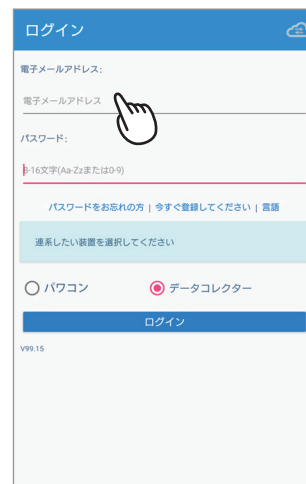 ログイン
電子メールアドレス:
電子メールアドレス
パスワード:
8-16文字(Aa-Zzまたは0-9)
パスワードをお忘れの方 | 今すぐ登録してください | 言語
連系したい装置を選択してください
パワコン データコレクター
ログイン
V99.15